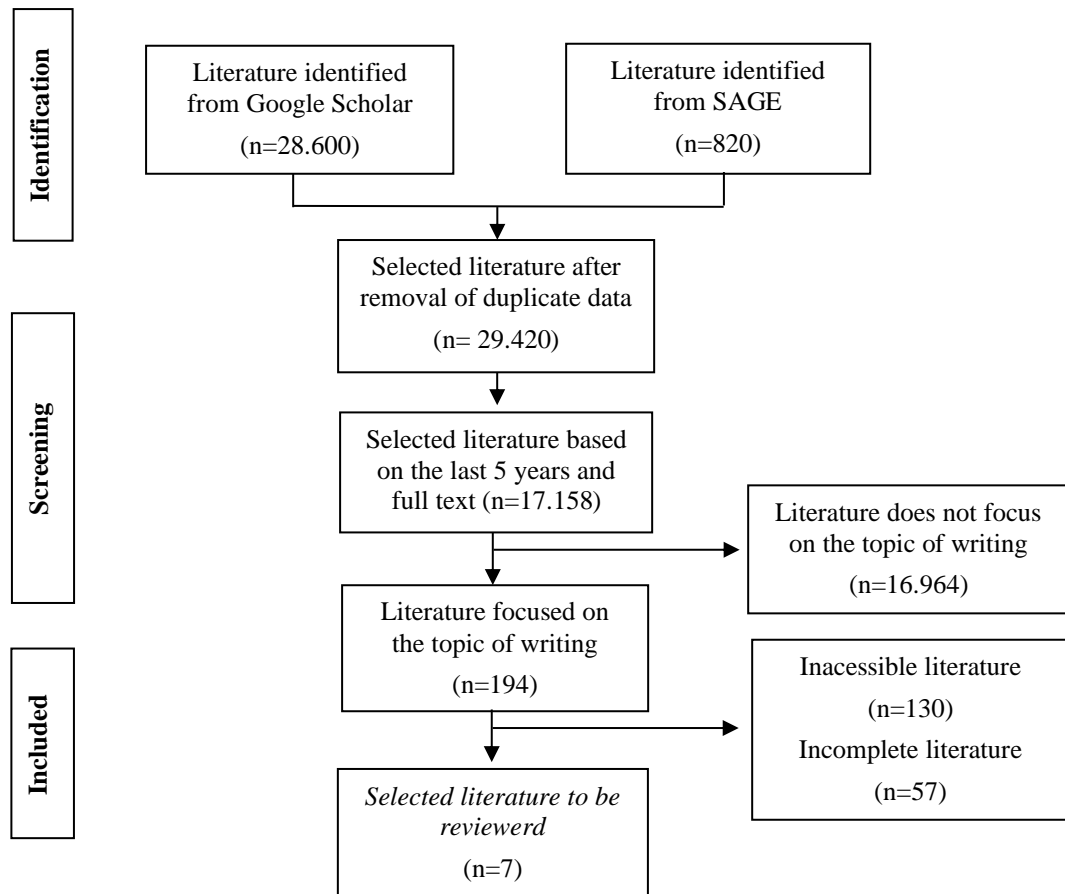 Identification
Literature identified
from Google Scholar
(n=28.600)
Literature identified
from SAGE
(n=820)
Selected literature after
removal of duplicate data
(n= 29.420)
Screening
Selected literature based
on the last 5 years and
full text (n=17.158)
Literature does not focus
on the topic of writing
(n=16.964)
Literature focused on
the topic of writing
(n=194)
Included
Inacessible literature
(n=130)
Incomplete literature
(n=57)
Selected literature to be
reviewerd
(n=7)